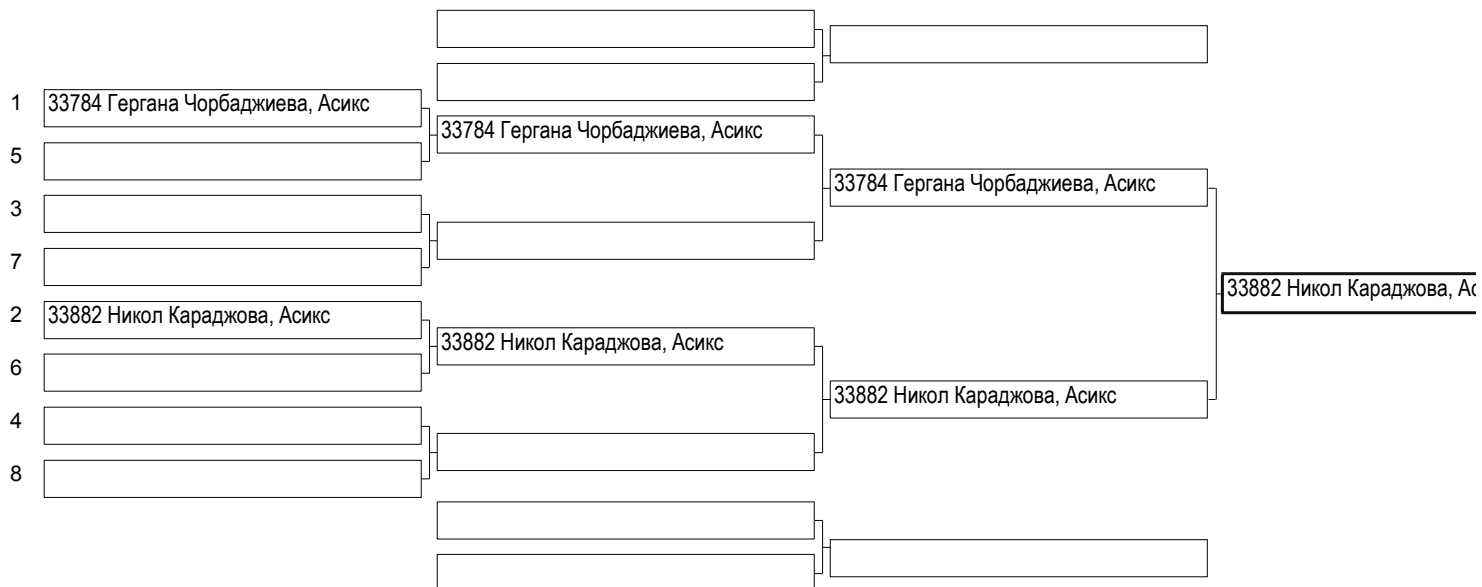 1 33784 Гергана Чорбаджиева, Асикс
33784 Гергана Чорбаджиева, Асикс
5
33784 Гергана Чорбаджиева, Асикс
3
7
33882 Никол Караджова, Ас
2 33882 Никол Караджова, Асикс
33882 Никол Караджова, Асикс
6
33882 Никол Караджова, Асикс
4
8